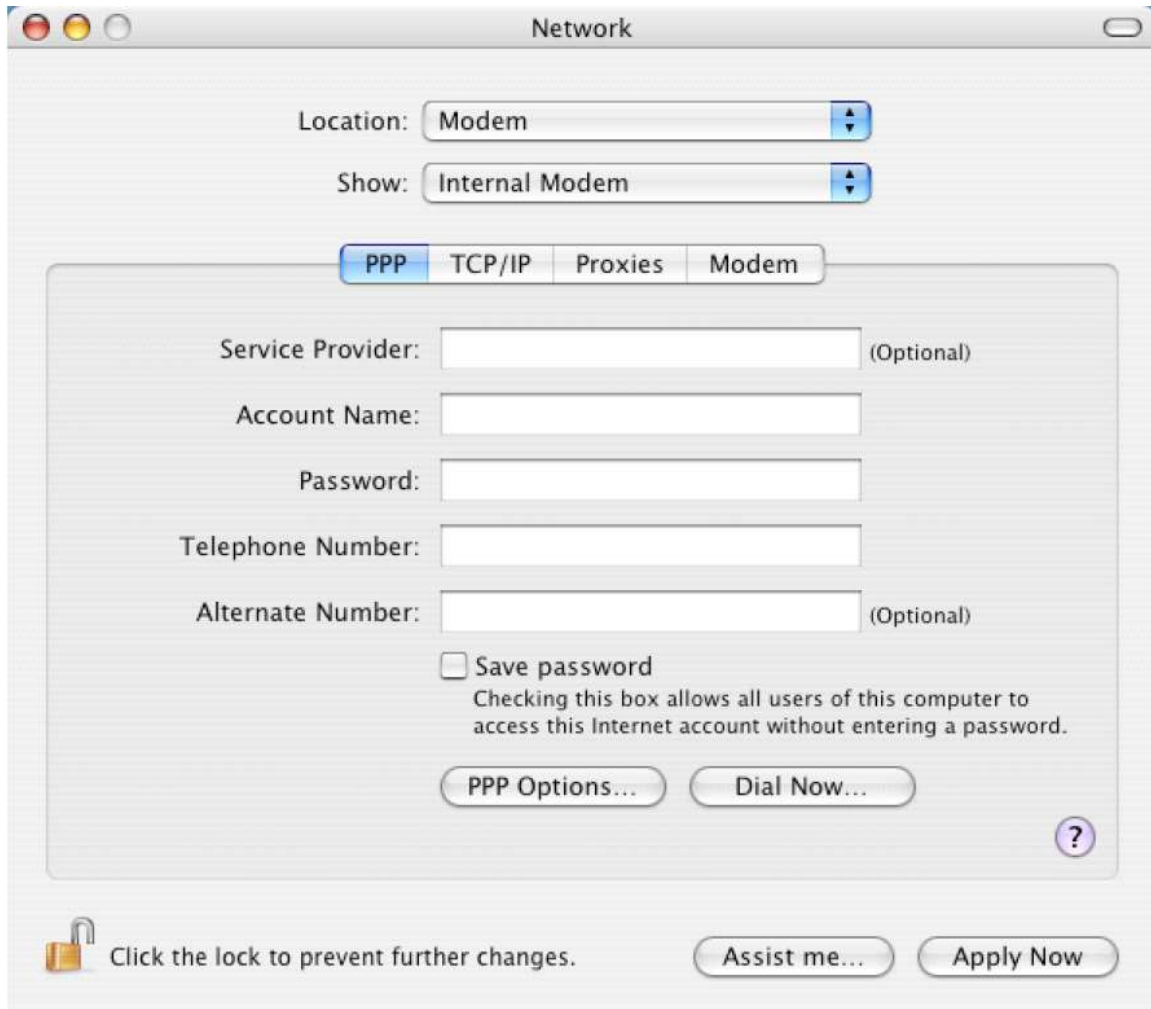 Network
Location: Modem
Show: Internal Modem
PPP TCP/IP Proxies Modem
Service Provider: (Optional)
Account Name:
Password:
Telephone Number:
Alternate Number: (Optional)
Save password
Checking this box allows all users of this computer to
access this Internet account without entering a password.
PPP Options... Dial Now...
?
Click the lock to prevent further changes. Assist me... Apply Now